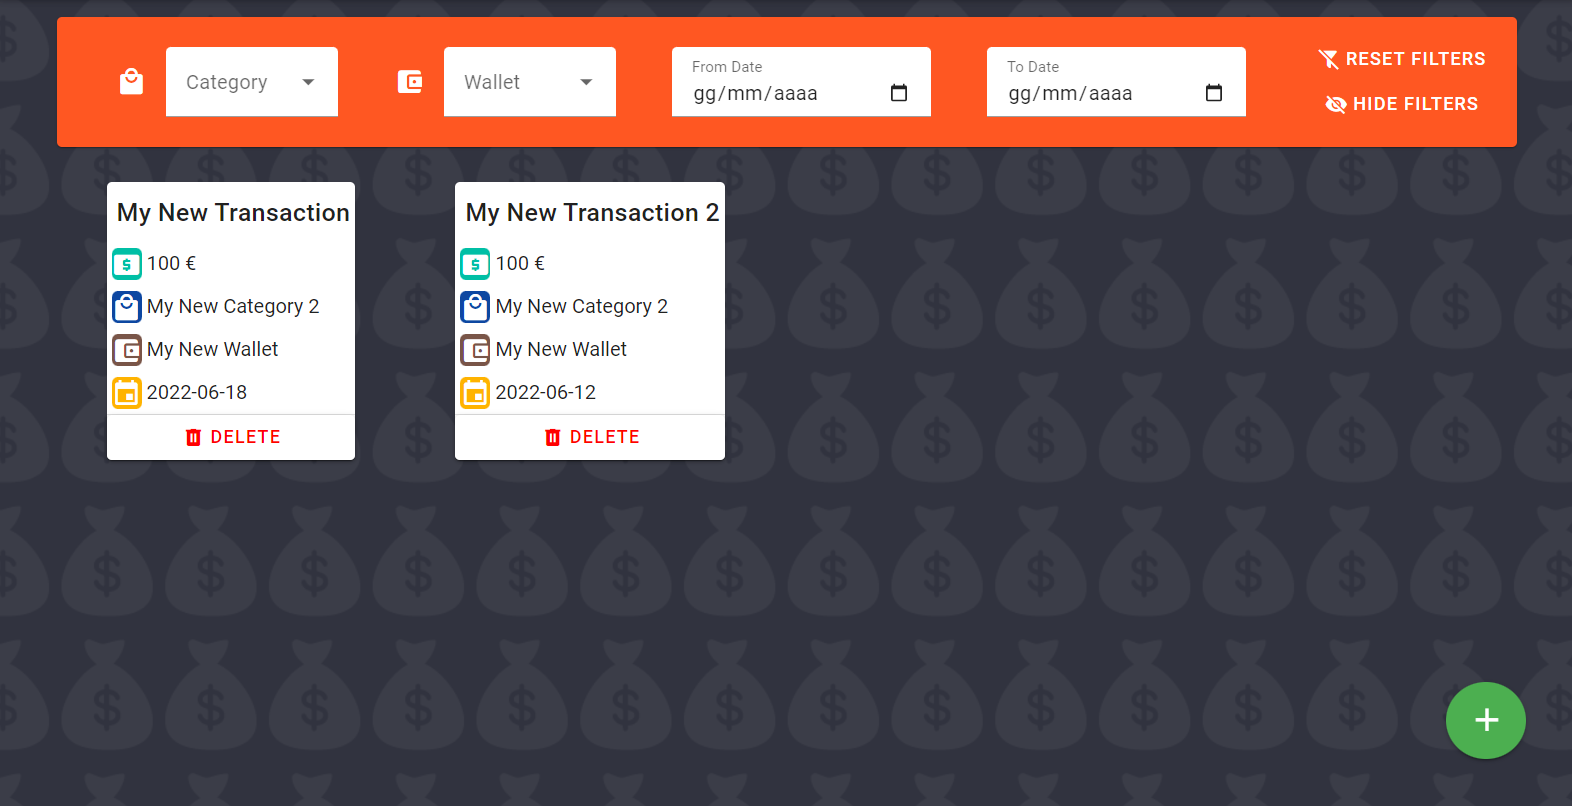 Category
Wallet
From Date
gg/mm/aaaa
To Date
gg/mm/aaaa
RESET FILTERS
HIDE FILTERS
My New Transaction
100 €
My New Category 2
My New Wallet
2022-06-18
DELETE
My New Transaction 2
100 €
My New Category 2
My New Wallet
2022-06-12
DELETE